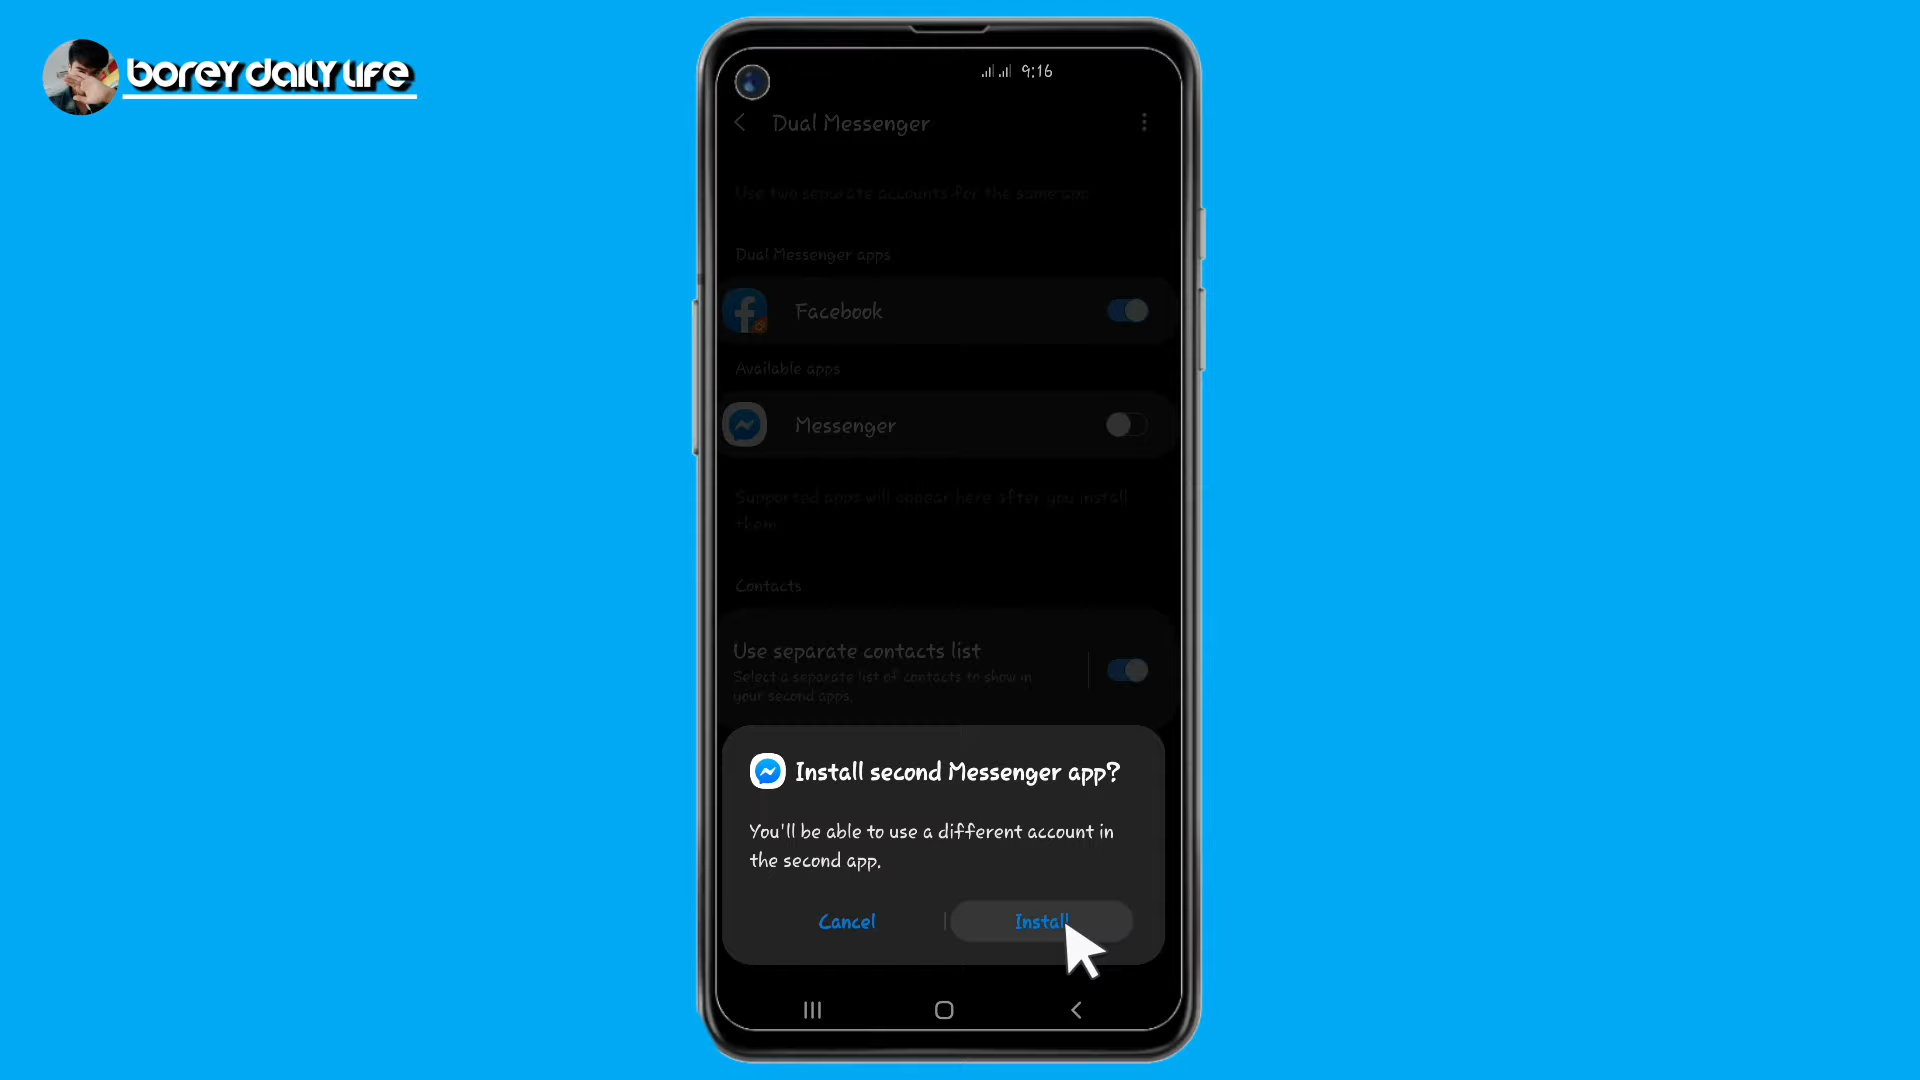 BOREY DAILY LIFE
9:16
Dual Messenger
Use two separate accounts for the same app.
Dual Messenger apps
Facebook
Available apps
Messenger
Supported apps will appear here after you install
them.
Contacts
Use separate contacts list
Select a separate list of contacts to show in
your second apps.
Install second Messenger app?
You'll be able to use a different account in
the second app.
Cancel
Install